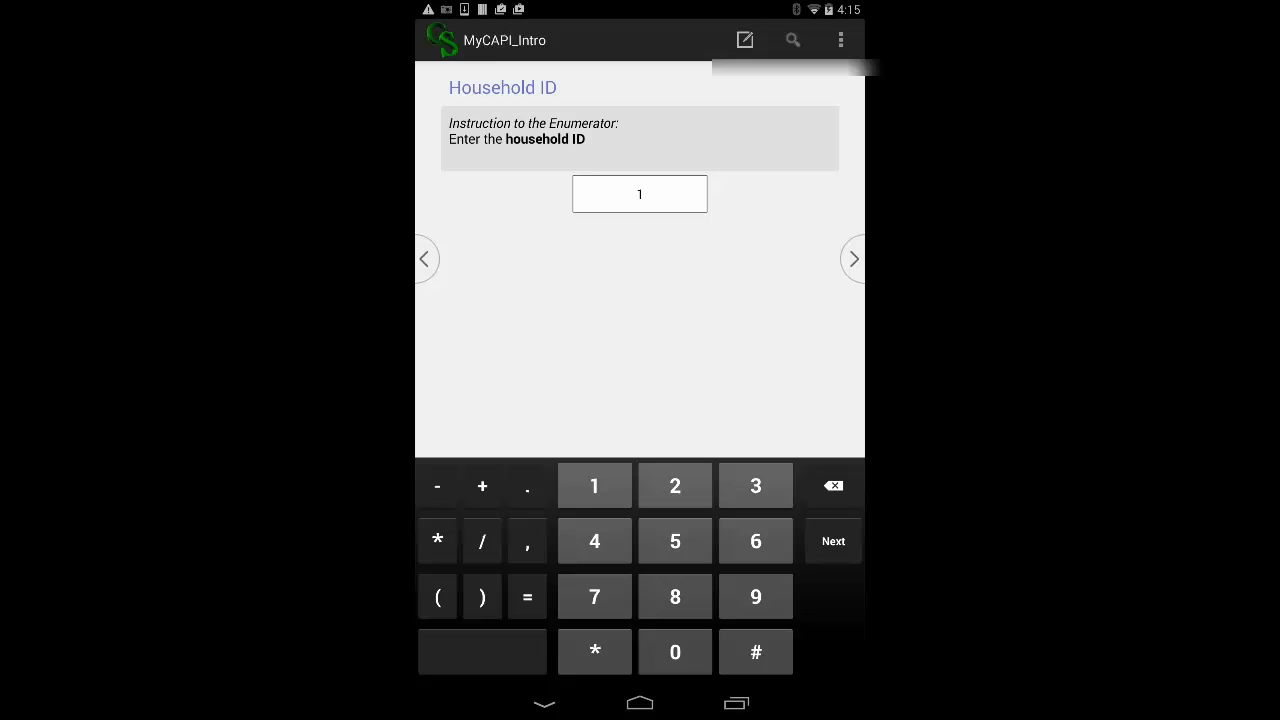 4:15
CS MyCAPI_Intro
Household ID
Instruction to the Enumerator:
Enter the household ID
1
- + . 1 2 3
* / , 4 5 6 Next
( ) = 7 8 9
* 0 #